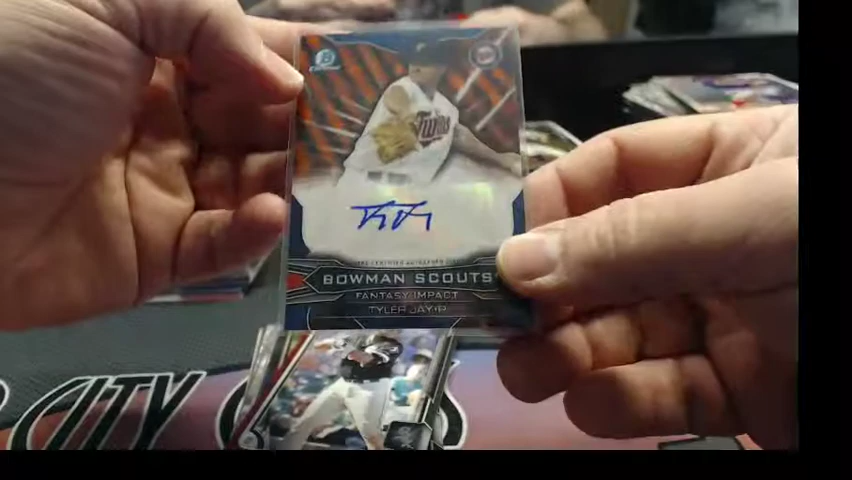 TWINS
BOWMAN SCOUTS
FANTASY IMPACT
TYLER JAY·P
CITY